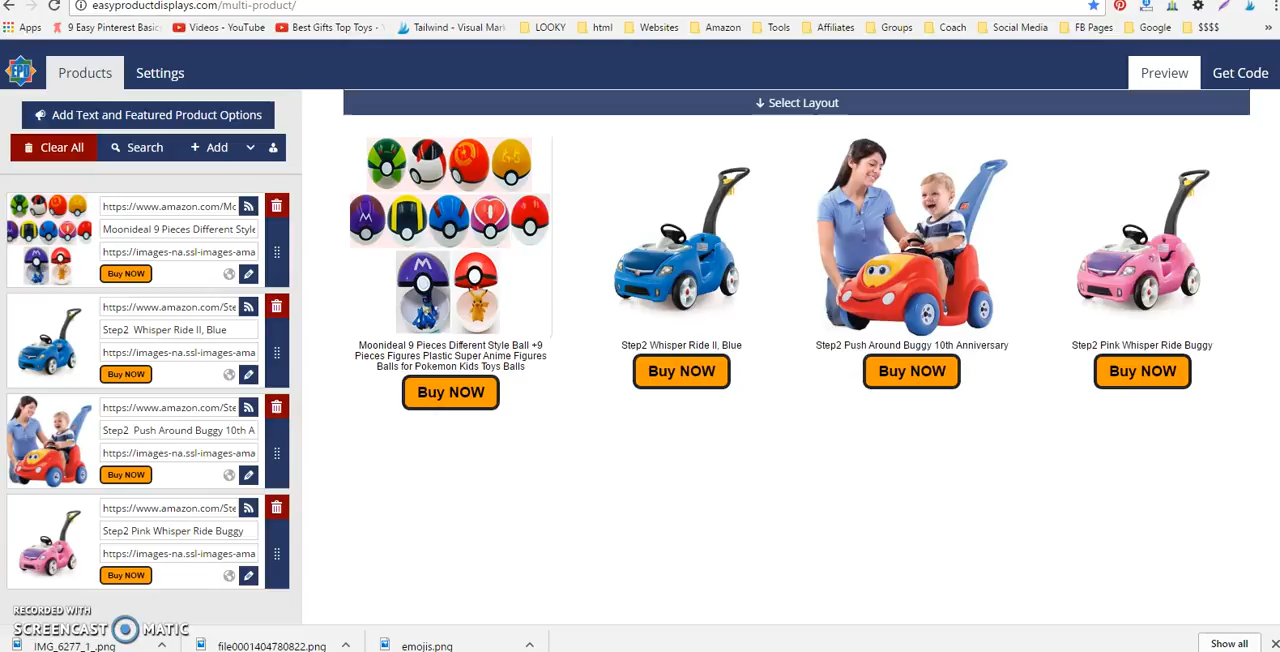 easyproductdisplays.com/multi-product/
Apps 9 Easy Pinterest Basic Videos - YouTube Best Gifts Top Toys - Tailwind - Visual Mark LOOKY html Websites Amazon Tools Affiliates Groups Coach Social Media FB Pages Google $$$$ »
EPD Products Settings Preview Get Code
Add Text and Featured Product Options
Select Layout
Clear All Search + Add
https://www.amazon.com/Mo
Moonideal 9 Pieces Different Style
https://images-na.ssl-images-ama
Buy NOW
https://www.amazon.com/Ste
Step2 Whisper Ride II, Blue
https://images-na.ssl-images-ama
Buy NOW
https://www.amazon.com/Ste
Step2 Push Around Buggy 10th A
https://images-na.ssl-images-ama
Buy NOW
https://www.amazon.com/Ste
Step2 Pink Whisper Ride Buggy
https://images-na.ssl-images-ama
Buy NOW
Moonideal 9 Pieces Different Style Ball +9
Pieces Figures Plastic Super Anime Figures
Balls for Pokemon Kids Toys Balls
Buy NOW
Step2 Whisper Ride II, Blue
Buy NOW
Step2 Push Around Buggy 10th Anniversary
Buy NOW
Step2 Pink Whisper Ride Buggy
Buy NOW
RECORDED WITH
SCREENCAST MATIC
IMG_6277_1_.png file0001404780822.png emojis.png Show all